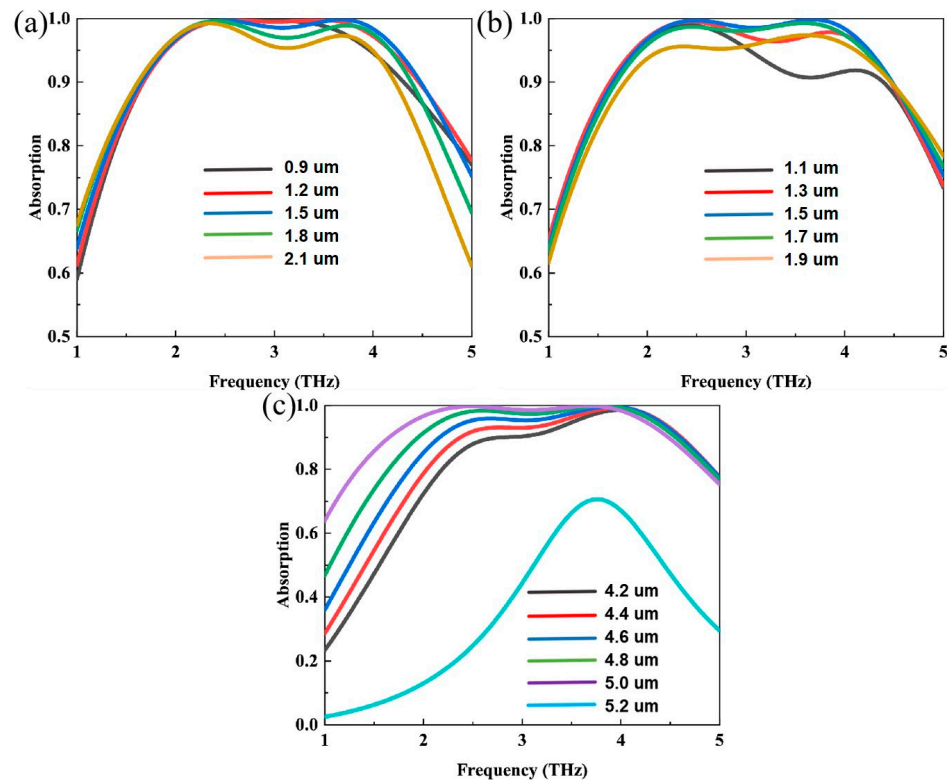 (a)
1.0
0.9
0.8
0.7
0.6
0.5
Absorption
0.9 um
1.2 um
1.5 um
1.8 um
2.1 um
1 2 3 4 5
Frequency (THz)
(b)
1.0
0.9
0.8
0.7
0.6
0.5
Absorption
1.1 um
1.3 um
1.5 um
1.7 um
1.9 um
1 2 3 4 5
Frequency (THz)
(c)
1.0
0.8
0.6
0.4
0.2
0.0
Absorption
4.2 um
4.4 um
4.6 um
4.8 um
5.0 um
5.2 um
1 2 3 4 5
Frequency (THz)